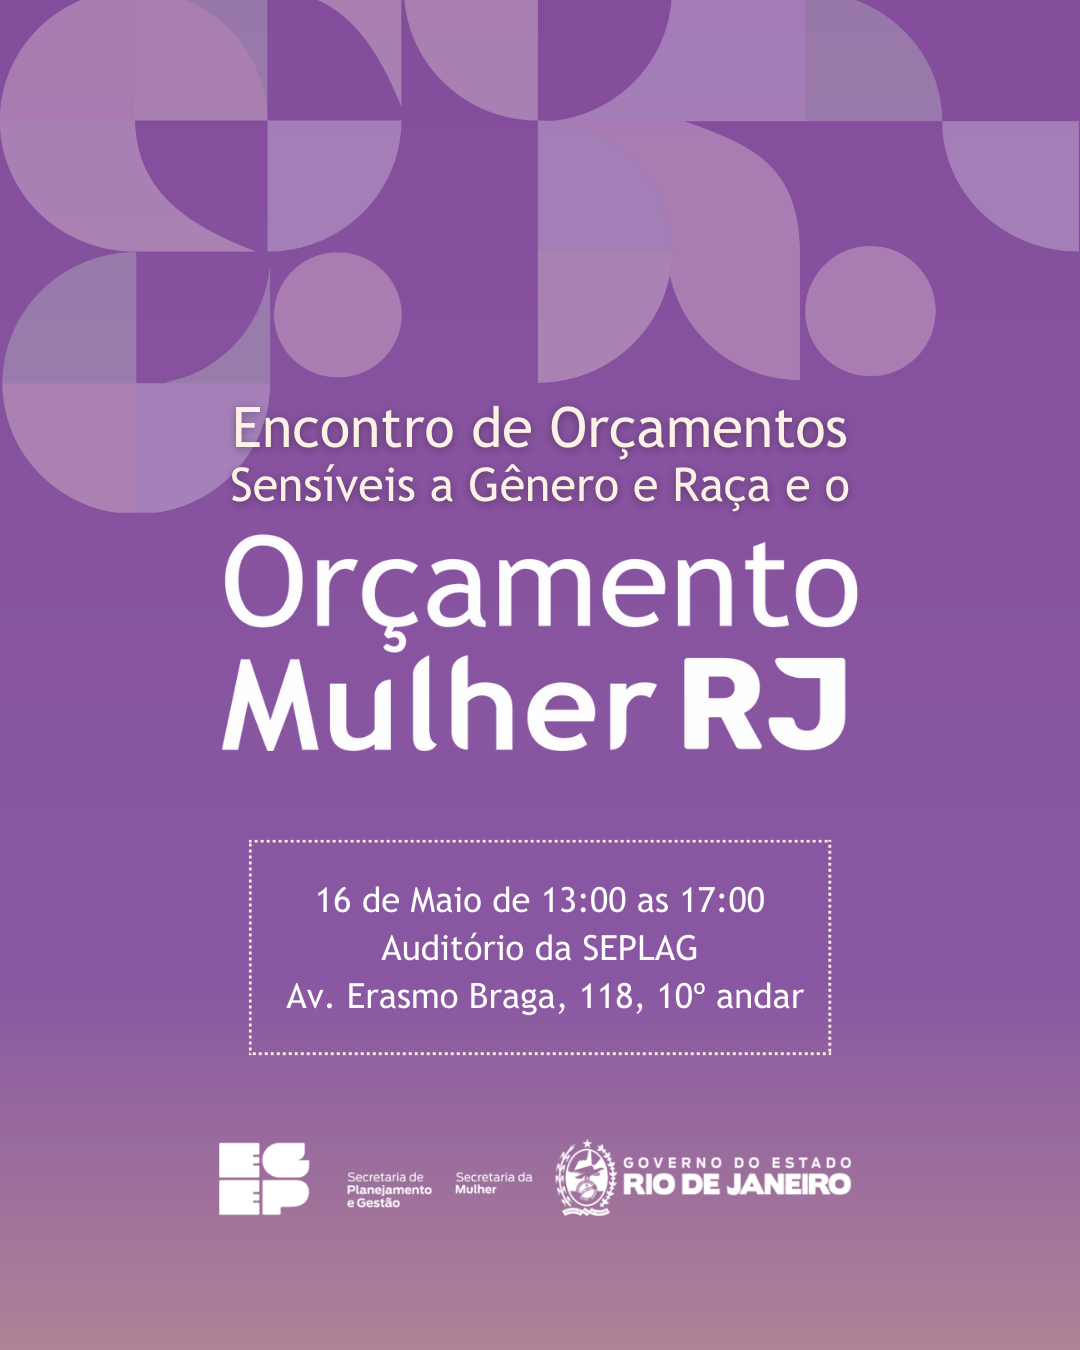 Encontro de Orçamentos
Sensíveis a Gênero e Raça e o
Orçamento
Mulher RJ
16 de Maio de 13:00 as 17:00
Auditório da SEPLAG
Av. Erasmo Braga, 118, 10º andar
EG
EP
Secretaria de
Planejamento
e Gestão
Secretaria da
Mulher
GOVERNO DO ESTADO
RIO DE JANEIRO